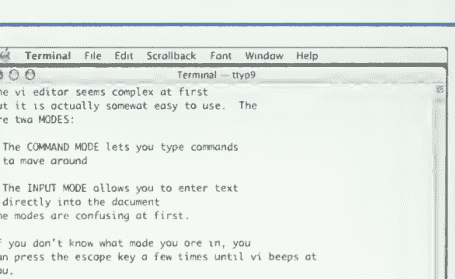 Terminal File Edit Scrollback Font Window Help
Terminal — ttyp9
he vi editor seems complex at first
ut it is actually somewat easy to use. The
re two MODES:
The COMMAND MODE lets you type commands
to move around
The INPUT MODE allows you to enter text
directly into the document
he modes are confusing at first.
f you don't know what mode you are in, you
an press the escape key a few times until vi beeps at
ou.